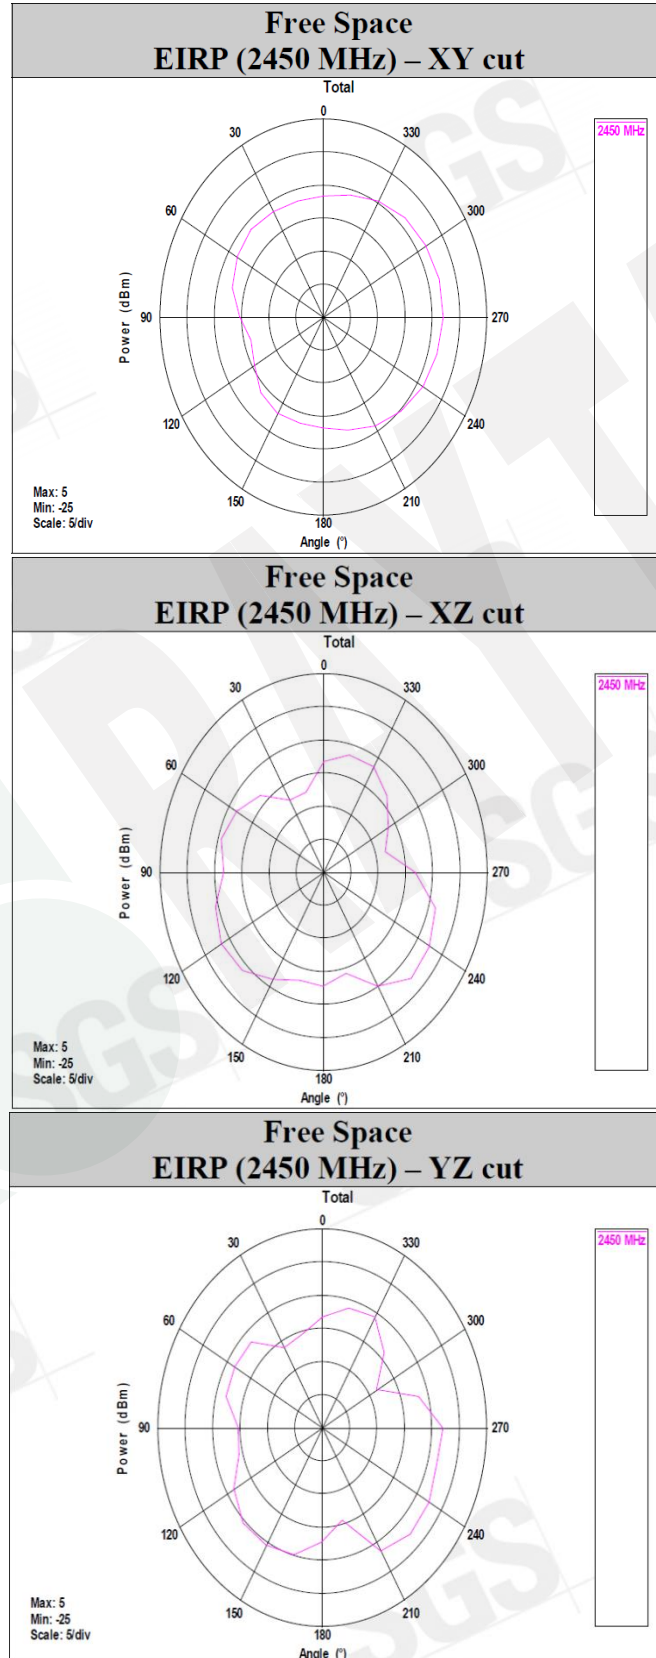 Free Space
EIRP (2450 MHz) – XY cut
Total
0
30
330
2450 MHz
60
300
90
270
Power (dBm)
120
240
150
210
180
Max: 5
Min: -25
Scale: 5/div
Angle (°)
Free Space
EIRP (2450 MHz) – XZ cut
Total
0
30
330
2450 MHz
60
300
90
270
Power (dBm)
120
240
150
210
180
Max: 5
Min: -25
Scale: 5/div
Angle (°)
Free Space
EIRP (2450 MHz) – YZ cut
Total
0
30
330
2450 MHz
60
300
90
270
Power (dBm)
120
240
150
210
180
Max: 5
Min: -25
Scale: 5/div
Angle (°)
SGS
SGS
SGS
SGS